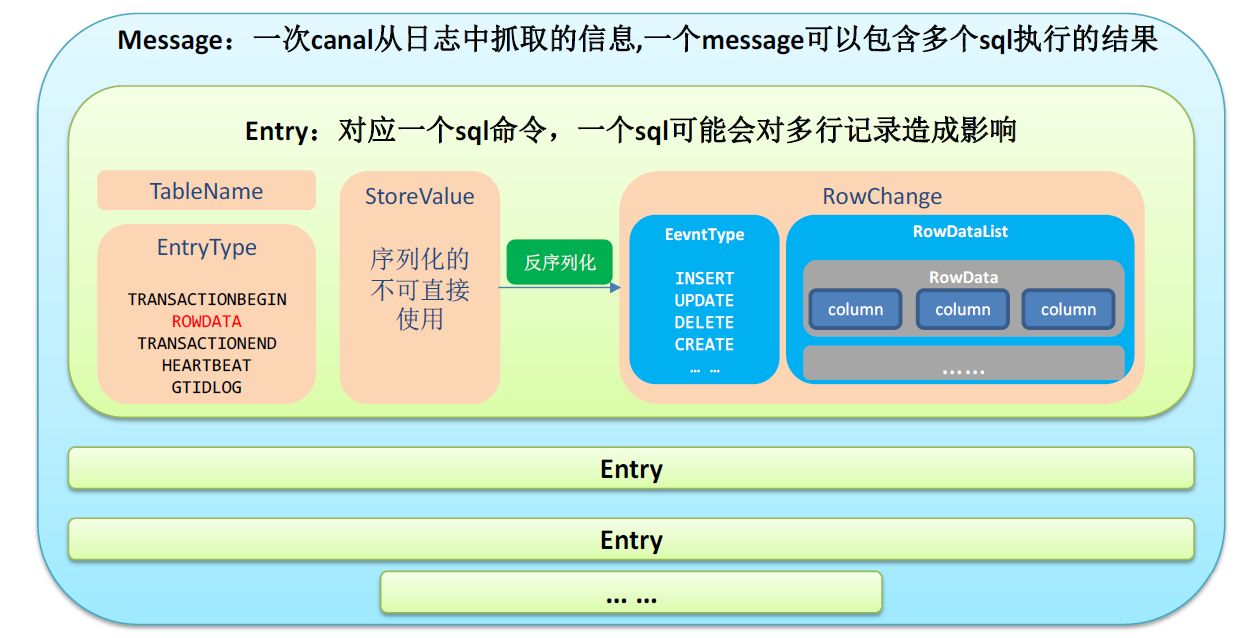 Message：一次canal从日志中抓取的信息,一个message可以包含多个sql执行的结果
Entry：对应一个sql命令，一个sql可能会对多行记录造成影响
TableName
EntryType
TRANSACTIONBEGIN
ROWDATA
TRANSACTIONEND
HEARTBEAT
GTIDLOG
StoreValue
序列化的
不可直接
使用
反序列化
RowChange
EevntType
INSERT
UPDATE
DELETE
CREATE
… …
RowDataList
RowData
column
column
column
……
Entry
Entry
… …